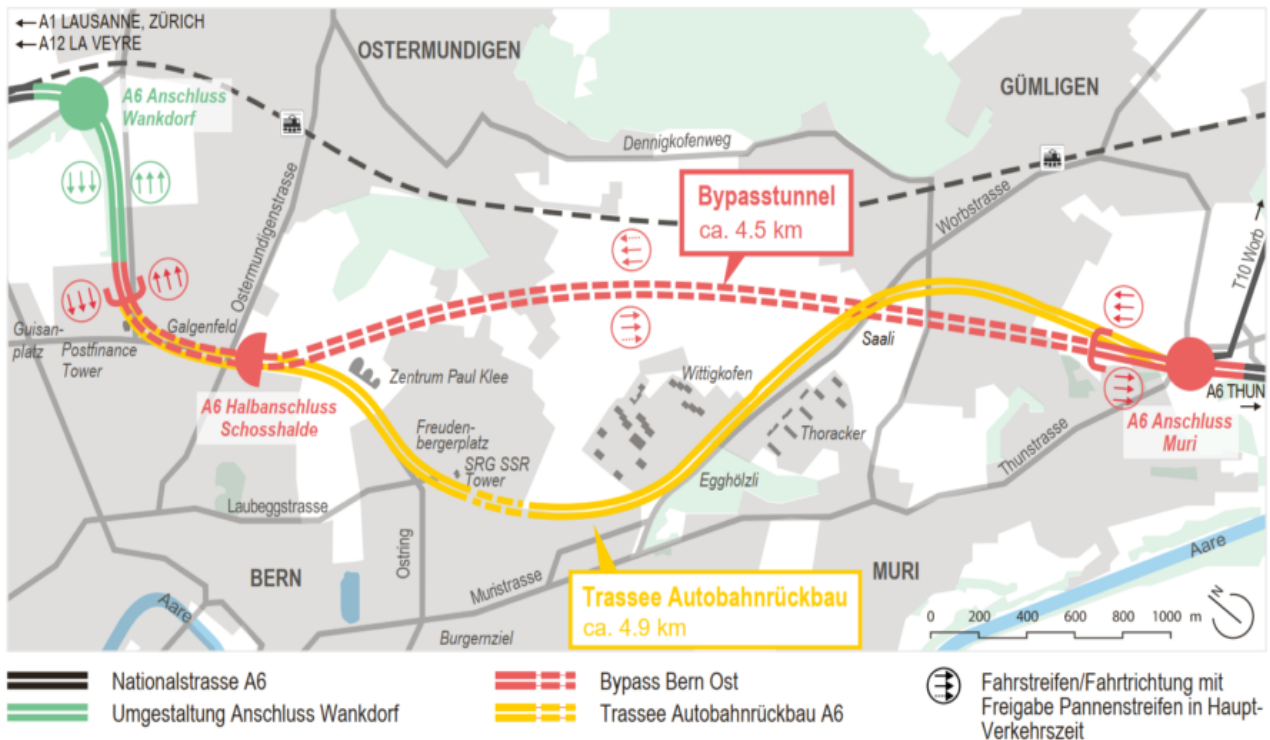 ←A1 LAUSANNE, ZÜRICH
←A12 LA VEYRE
OSTERMUNDIGEN
A6 Anschluss
Wankdorf
GÜMLIGEN
Dennigkofenweg
Bypasstunnel
ca. 4.5 km
Worbstrasse
Ostermundigenstrasse
T10 Worb
Guisan-
platz
Postfinance
Tower
Galgenfeld
Saali
Zentrum Paul Klee
Wittigkofen
A6 THUN
A6 Halbanschluss
Schosshalde
Freuden-
bergerplatz
Thoracker
A6 Anschluss
Muri
SRG SSR
Tower
Thunstrasse
Egghölzli
Laubeggstrasse
Ostring
BERN
Aare
Muristrasse
Trassee Autobahnrückbau
ca. 4.9 km
MURI
Aare
Burgernziel
0 200 400 600 800 1000 m
N
Nationalstrasse A6
Umgestaltung Anschluss Wankdorf
Bypass Bern Ost
Trassee Autobahnrückbau A6
Fahrstreifen/Fahrtrichtung mit
Freigabe Pannenstreifen in Haupt-
Verkehrszeit